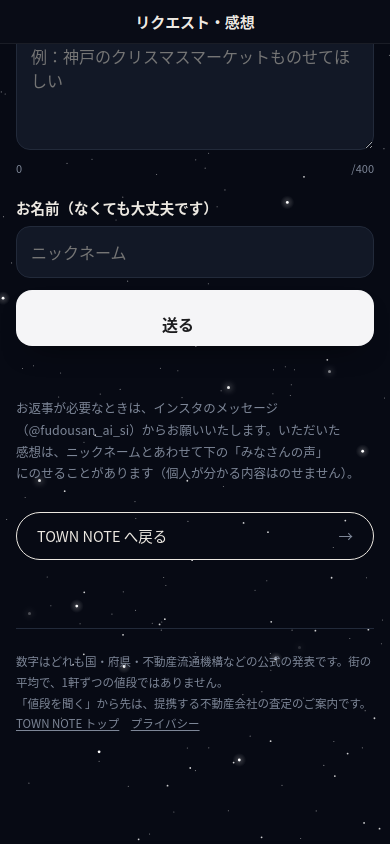 リクエスト・感想
例：神戸のクリスマスマーケットものせてほ
しい
0
/400
お名前（なくても大丈夫です）
ニックネーム
送る
お返事が必要なときは、インスタのメッセージ
（@fudousan_ai_si）からお願いいたします。いただいた
感想は、ニックネームとあわせて下の「みなさんの声」
にのせることがあります（個人が分かる内容はのせません）。
TOWN NOTE へ戻る →
数字はどれも国・府県・不動産流通機構などの公式の発表です。街の
平均で、1軒ずつの値段ではありません。
「値段を聞く」から先は、提携する不動産会社の査定のご案内です。
TOWN NOTE トップ　プライバシー